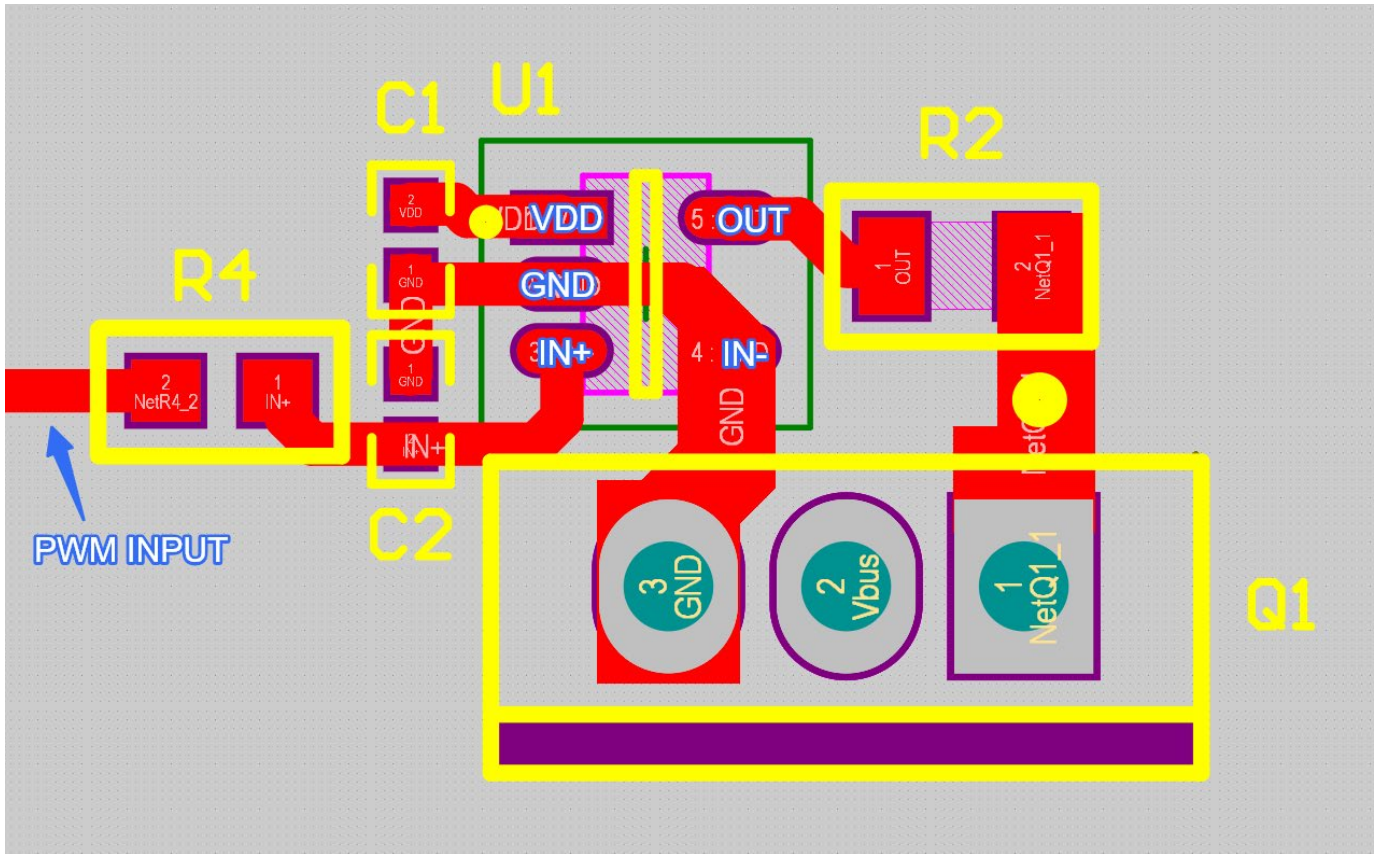 C1
U1
R2
2
VDD
VDD
5 : OUT
R4
1
GND
GND
1
OUT
2
NetQ1_1
GND
2
NetR4_2
1
IN+
1
GND
3
IN+
4 :
IN-
GND
IN+
C2
PWM INPUT
3
GND
2
Vbus
1
NetQ1_1
Q1